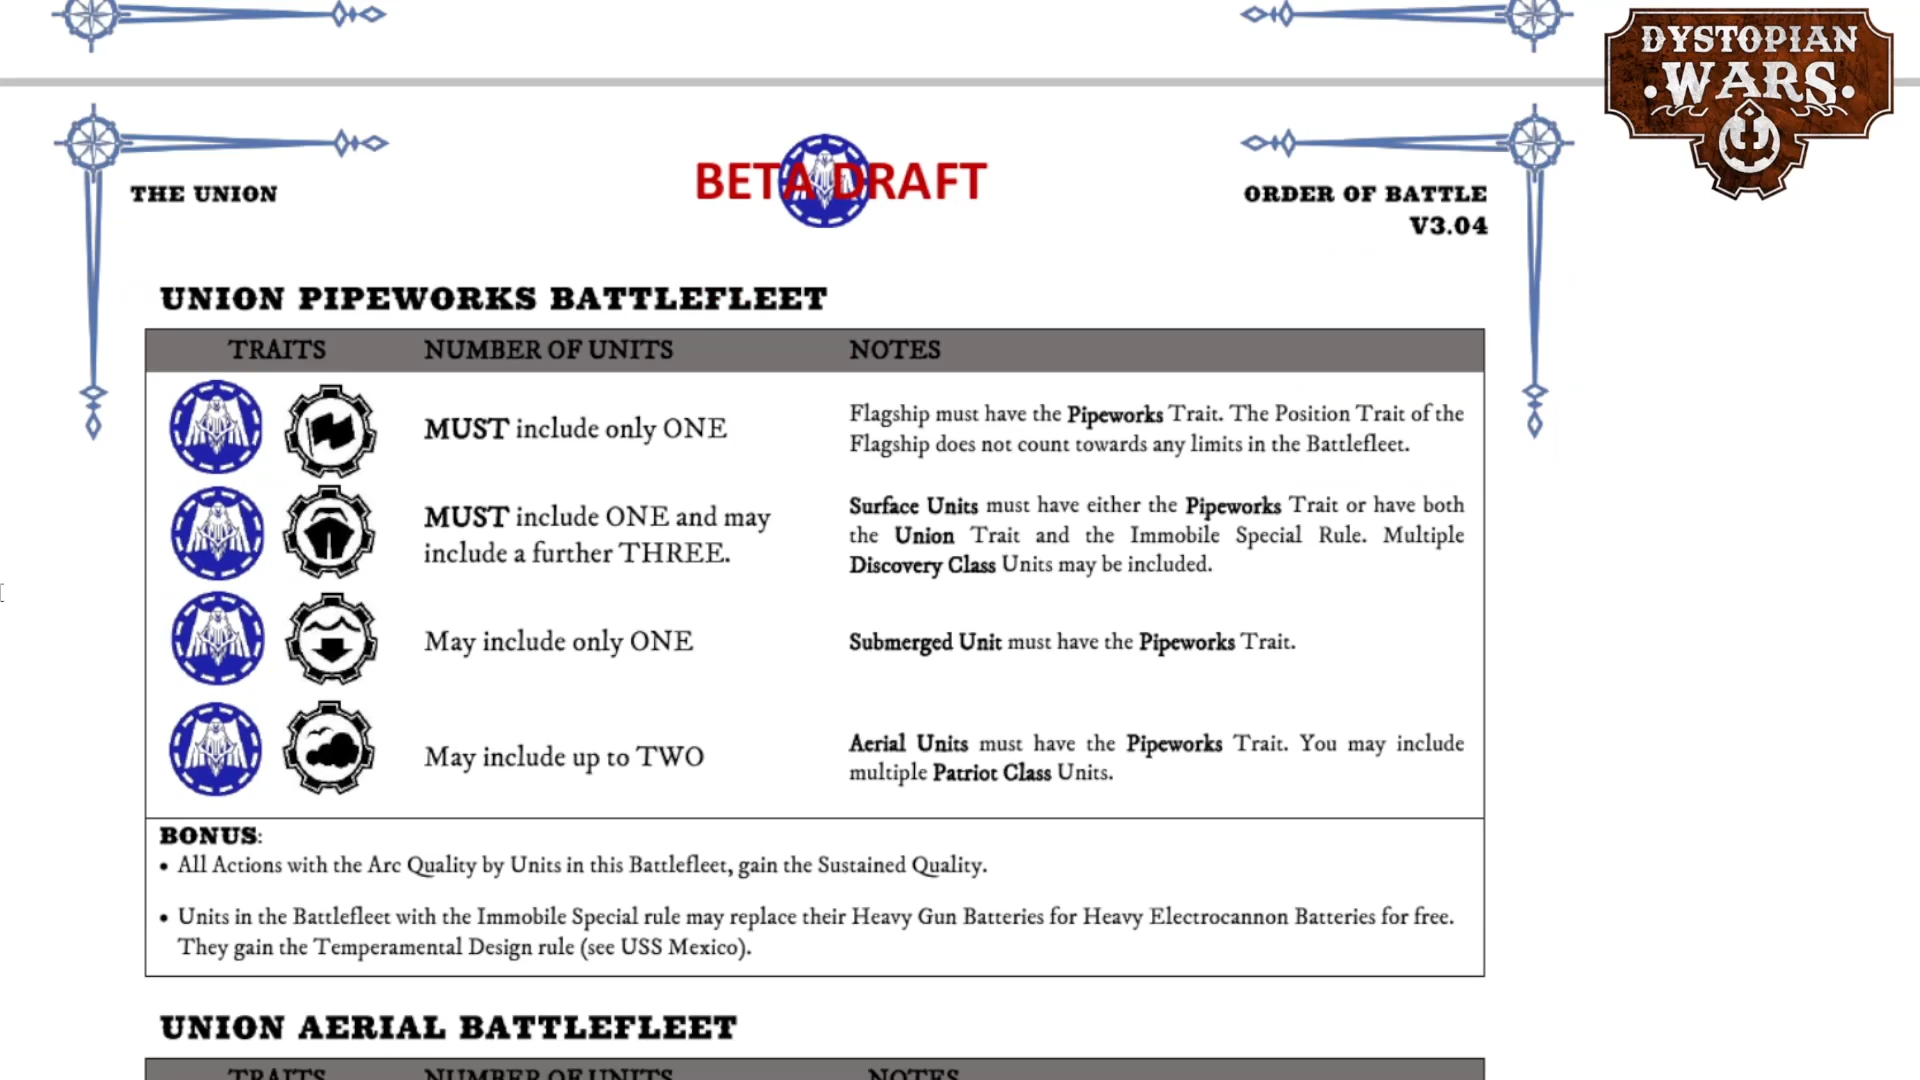 DYSTOPIAN
WARS
THE UNION
BETA DRAFT
ORDER OF BATTLE
V3.04
UNION PIPEWORKS BATTLEFLEET
TRAITS NUMBER OF UNITS NOTES
MUST include only ONE
Flagship must have the Pipeworks Trait. The Position Trait of the
Flagship does not count towards any limits in the Battlefleet.
MUST include ONE and may
include a further THREE.
Surface Units must have either the Pipeworks Trait or have both
the Union Trait and the Immobile Special Rule. Multiple
Discovery Class Units may be included.
May include only ONE
Submerged Unit must have the Pipeworks Trait.
May include up to TWO
Aerial Units must have the Pipeworks Trait. You may include
multiple Patriot Class Units.
BONUS:
• All Actions with the Arc Quality by Units in this Battlefleet, gain the Sustained Quality.
• Units in the Battlefleet with the Immobile Special rule may replace their Heavy Gun Batteries for Heavy Electrocannon Batteries for free.
They gain the Temperamental Design rule (see USS Mexico).
UNION AERIAL BATTLEFLEET
TRAITS NUMBER OF UNITS NOTES